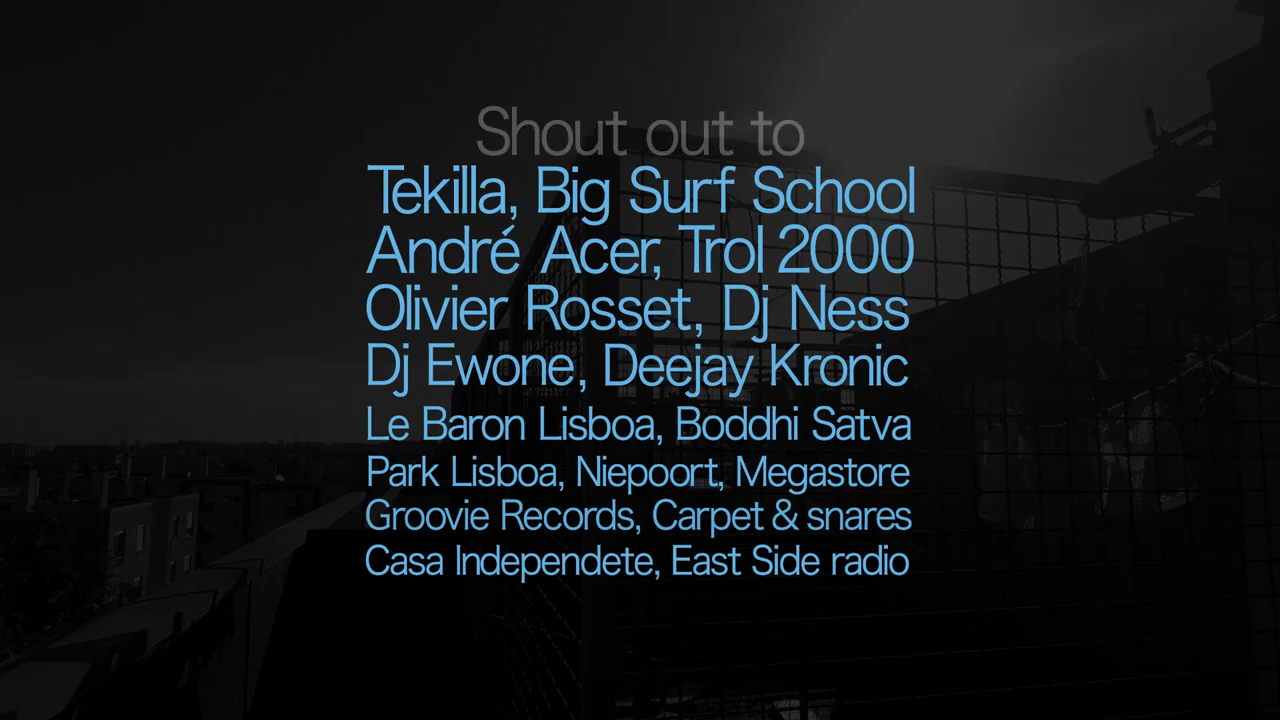 Shout out to
Tekilla, Big Surf School
André Acer, Trol 2000
Olivier Rosset, Dj Ness
Dj Ewone, Deejay Kronic
Le Baron Lisboa, Boddhi Satva
Park Lisboa, Niepoort, Megastore
Groovie Records, Carpet & snares
Casa Independete, East Side radio